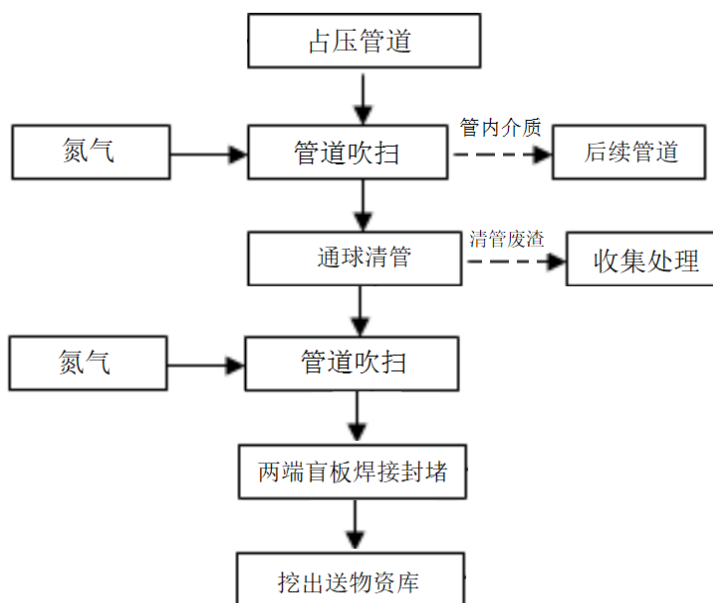 占压管道
氮气
管道吹扫
管内介质
后续管道
通球清管
清管废渣
收集处理
氮气
管道吹扫
两端盲板焊接封堵
挖出送物资库